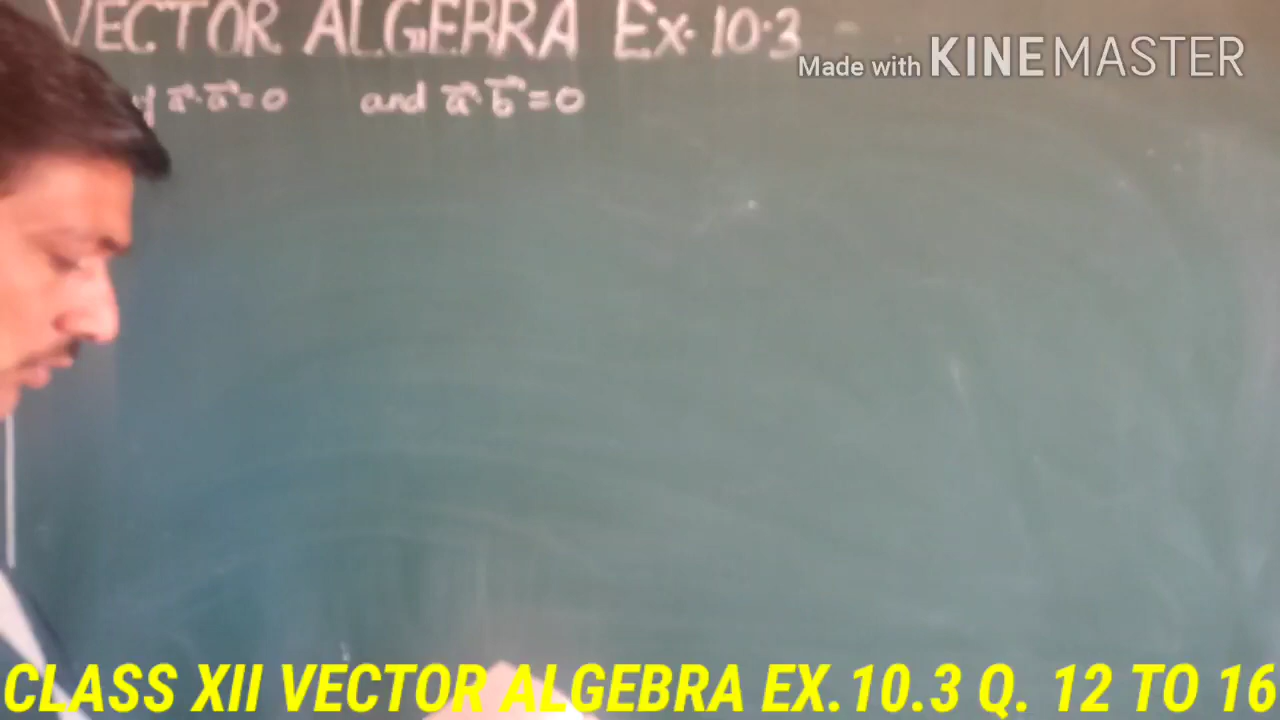 VECTOR ALGEBRA Ex. 10.3
Made with KINEMASTER
if a⃗·a⃗=0 and a⃗·b⃗=0
CLASS XII VECTOR ALGEBRA EX.10.3 Q. 12 TO 16